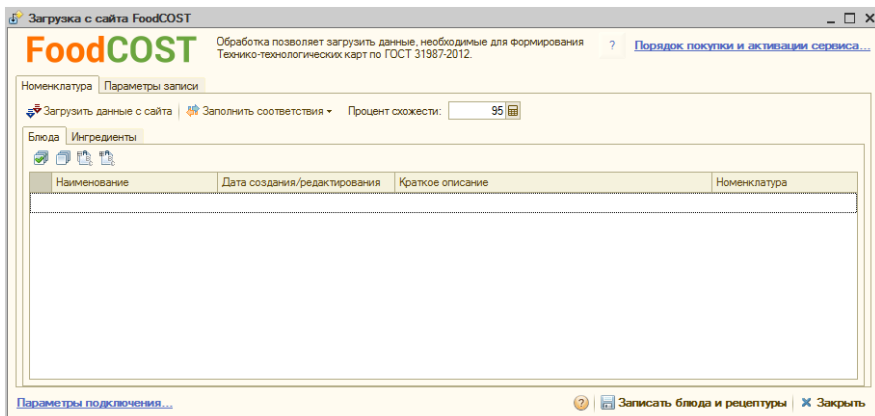 Загрузка с сайта FoodCOST
FoodCOST
Обработка позволяет загрузить данные, необходимые для формирования
Технико-технологических карт по ГОСТ 31987-2012.
?
Порядок покупки и активации сервиса...
Номенклатура Параметры записи
Загрузить данные с сайта Заполнить соответствия Процент схожести: 95
Блюда Ингредиенты
Наименование Дата создания/редактирования Краткое описание Номенклатура
Параметры подключения... ? Записать блюда и рецептуры Закрыть